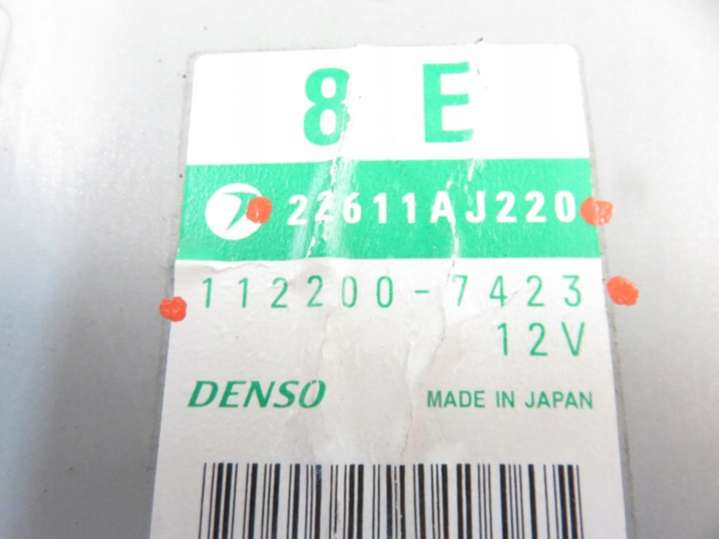 8 E
22611AJ220
112200-7423
12V
DENSO
MADE IN JAPAN